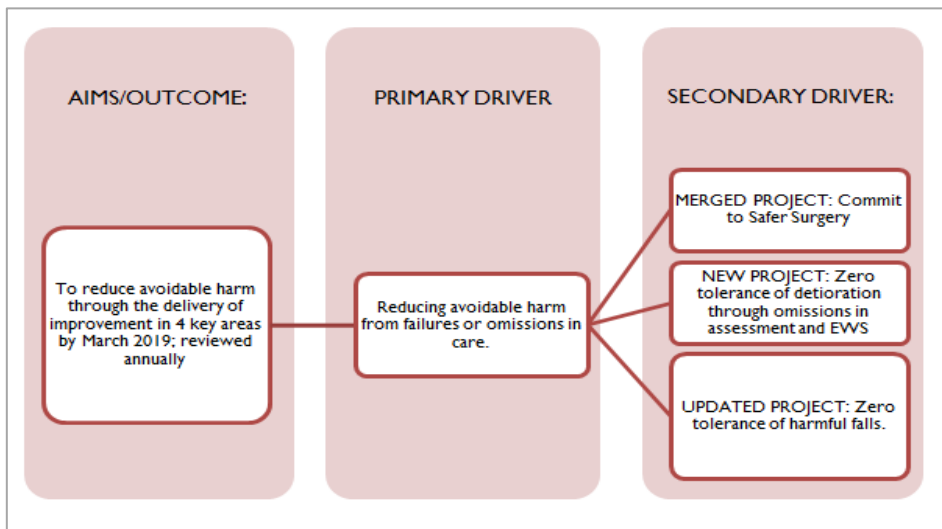 AIMS/OUTCOME:
PRIMARY DRIVER
SECONDARY DRIVER:
To reduce avoidable harm
through the delivery of
improvement in 4 key areas
by March 2019; reviewed
annually
Reducing avoidable harm
from failures or omissions in
care.
MERGED PROJECT: Commit
to Safer Surgery
NEW PROJECT: Zero
tolerance of detioration
through omissions in
assessment and EWS
UPDATED PROJECT: Zero
tolerance of harmful falls.